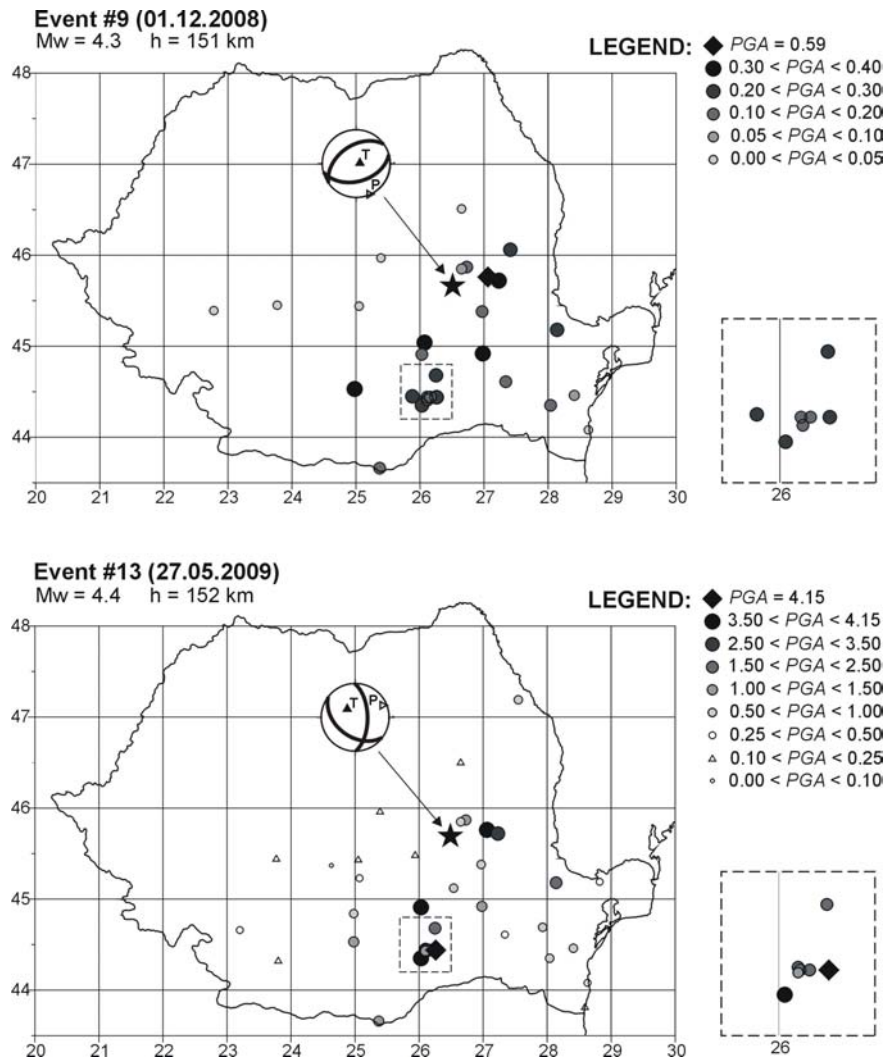 Event #9 (01.12.2008)
Mw = 4.3 h = 151 km
LEGEND:
PGA = 0.59
0.30 < PGA < 0.40
0.20 < PGA < 0.30
0.10 < PGA < 0.20
0.05 < PGA < 0.10
0.00 < PGA < 0.05
48
47
46
45
44
T
P
20 21 22 23 24 25 26 27 28 29 30
26
Event #13 (27.05.2009)
Mw = 4.4 h = 152 km
LEGEND:
PGA = 4.15
3.50 < PGA < 4.15
2.50 < PGA < 3.50
1.50 < PGA < 2.50
1.00 < PGA < 1.50
0.50 < PGA < 1.00
0.25 < PGA < 0.50
0.10 < PGA < 0.25
0.00 < PGA < 0.10
48
47
46
45
44
P
T
20 21 22 23 24 25 26 27 28 29 30
26